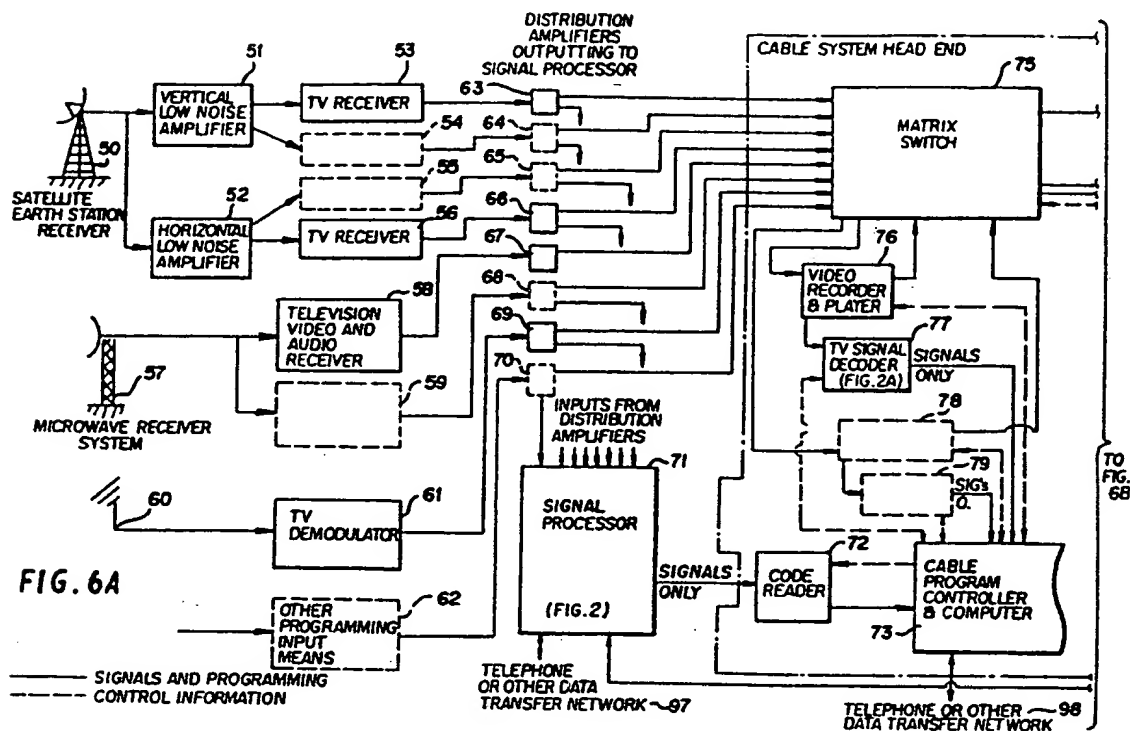 DISTRIBUTION
AMPLIFIERS
OUTPUTTING TO
SIGNAL PROCESSOR
CABLE SYSTEM HEAD END
51
53
63
75
VERTICAL
LOW NOISE
AMPLIFIER
TV RECEIVER
MATRIX
SWITCH
54
64
50
55
65
SATELLITE
EARTH STATION
RECEIVER
52
56
66
HORIZONTAL
LOW NOISE
AMPLIFIER
TV RECEIVER
67
76
VIDEO
RECORDER
& PLAYER
58
68
TELEVISION
VIDEO AND
AUDIO
RECEIVER
77
TV SIGNAL
DECODER
(FIG.2A)
SIGNALS
ONLY
69
57
59
70
MICROWAVE RECEIVER
SYSTEM
INPUTS FROM
DISTRIBUTION
AMPLIFIERS
78
71
79
SIG's
O.
TO
FIG.
6B
60
61
TV
DEMODULATOR
SIGNAL
PROCESSOR
(FIG.2)
72
SIGNALS
ONLY
CODE
READER
CABLE
PROGRAM
CONTROLLER
& COMPUTER
73
FIG. 6A
62
OTHER
PROGRAMMING
INPUT
MEANS
SIGNALS AND PROGRAMMING
CONTROL INFORMATION
TELEPHONE
OR OTHER DATA
TRANSFER NETWORK 97
TELEPHONE OR OTHER 98
DATA TRANSFER NETWORK